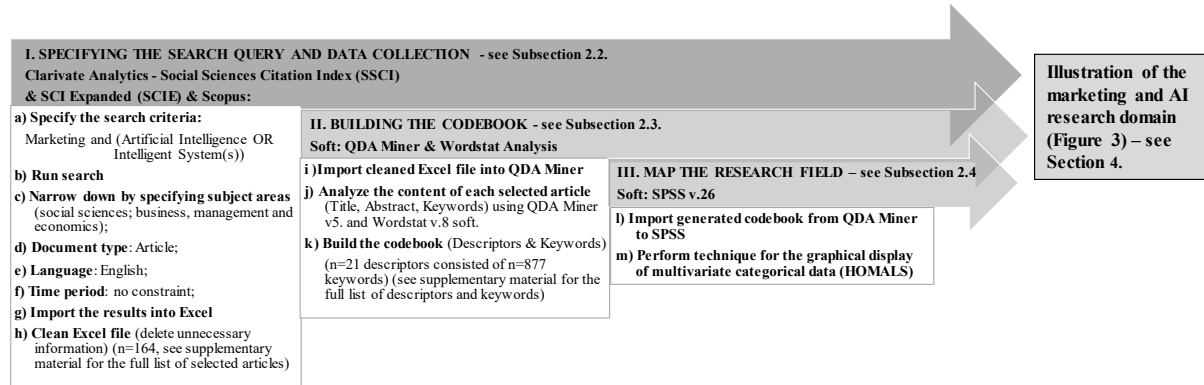 I. SPECIFYING THE SEARCH QUERY AND DATA COLLECTION - see Subsection 2.2.
Clarivate Analytics - Social Sciences Citation Index (SSCI)
& SCI Expanded (SCIE) & Scopus:
a) Specify the search criteria:
Marketing and (Artificial Intelligence OR
Intelligent System(s))
b) Run search
c) Narrow down by specifying subject areas
(social sciences; business, management and
economics);
d) Document type: Article;
e) Language: English;
f) Time period: no constraint;
g) Import the results into Excel
h) Clean Excel file (delete unnecessary
information) (n=164, see supplementary
material for the full list of selected articles)
II. BUILDING THE CODEBOOK - see Subsection 2.3.
Soft: QDA Miner & Wordstat Analysis
i) Import cleaned Excel file into QDA Miner
j) Analyze the content of each selected article
(Title, Abstract, Keywords) using QDA Miner
v5. and Wordstat v.8 soft.
k) Build the codebook (Descriptors & Keywords)
(n=21 descriptors consisted of n=877
keywords) (see supplementary material for the
full list of descriptors and keywords)
III. MAP THE RESEARCH FIELD – see Subsection 2.4
Soft: SPSS v.26
l) Import generated codebook from QDA Miner
to SPSS
m) Perform technique for the graphical display
of multivariate categorical data (HOMALS)
Illustration of the
marketing and AI
research domain
(Figure 3) – see
Section 4.